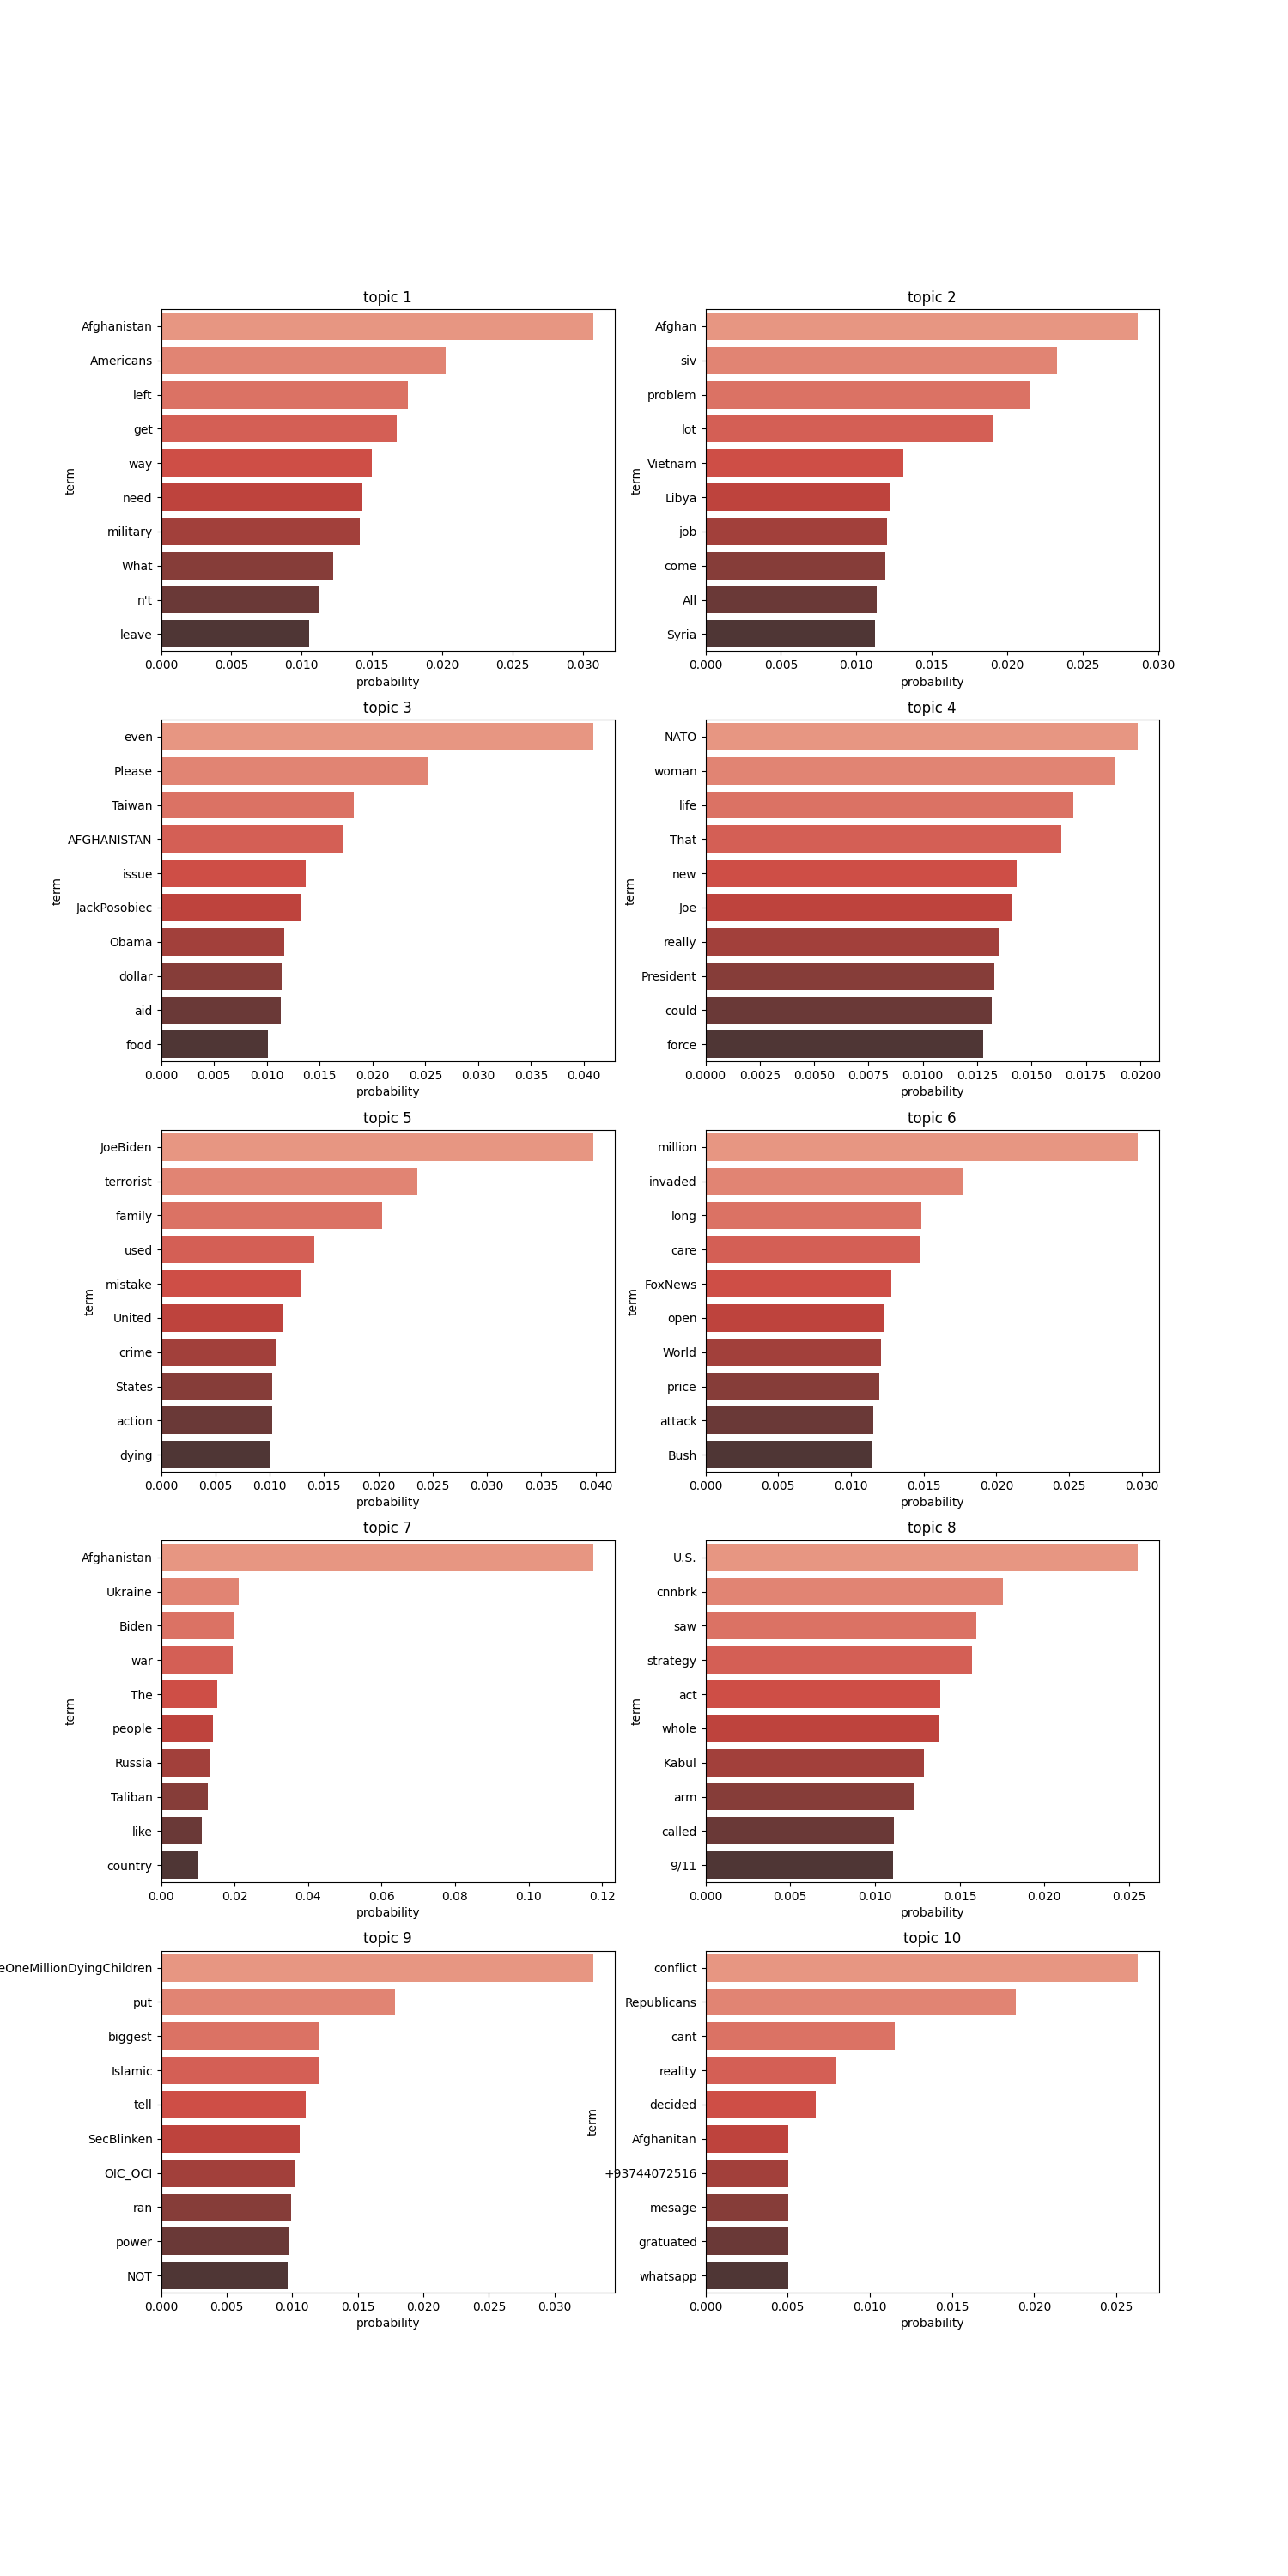 topic 1
Afghanistan
Americans
left
get
way
need
military
What
n't
leave
term
0.000 0.005 0.010 0.015 0.020 0.025 0.030
probability
topic 2
Afghan
siv
problem
lot
Vietnam
Libya
job
come
All
Syria
term
0.000 0.005 0.010 0.015 0.020 0.025 0.030
probability
topic 3
even
Please
Taiwan
AFGHANISTAN
issue
JackPosobiec
Obama
dollar
aid
food
term
0.000 0.005 0.010 0.015 0.020 0.025 0.030 0.035 0.040
probability
topic 4
NATO
woman
life
That
new
Joe
really
President
could
force
term
0.0000 0.0025 0.0050 0.0075 0.0100 0.0125 0.0150 0.0175 0.0200
probability
topic 5
JoeBiden
terrorist
family
used
mistake
United
crime
States
action
dying
term
0.000 0.005 0.010 0.015 0.020 0.025 0.030 0.035 0.040
probability
topic 6
million
invaded
long
care
FoxNews
open
World
price
attack
Bush
term
0.000 0.005 0.010 0.015 0.020 0.025 0.030
probability
topic 7
Afghanistan
Ukraine
Biden
war
The
people
Russia
Taliban
like
country
term
0.00 0.02 0.04 0.06 0.08 0.10 0.12
probability
topic 8
U.S.
cnnbrk
saw
strategy
act
whole
Kabul
arm
called
9/11
term
0.000 0.005 0.010 0.015 0.020 0.025
probability
topic 9
eOneMillionDyingChildren
put
biggest
Islamic
tell
SecBlinken
OIC_OCI
ran
power
NOT
0.000 0.005 0.010 0.015 0.020 0.025 0.030
probability
topic 10
conflict
Republicans
cant
reality
decided
Afghanitan
+93744072516
mesage
gratuated
whatsapp
term
0.000 0.005 0.010 0.015 0.020 0.025
probability